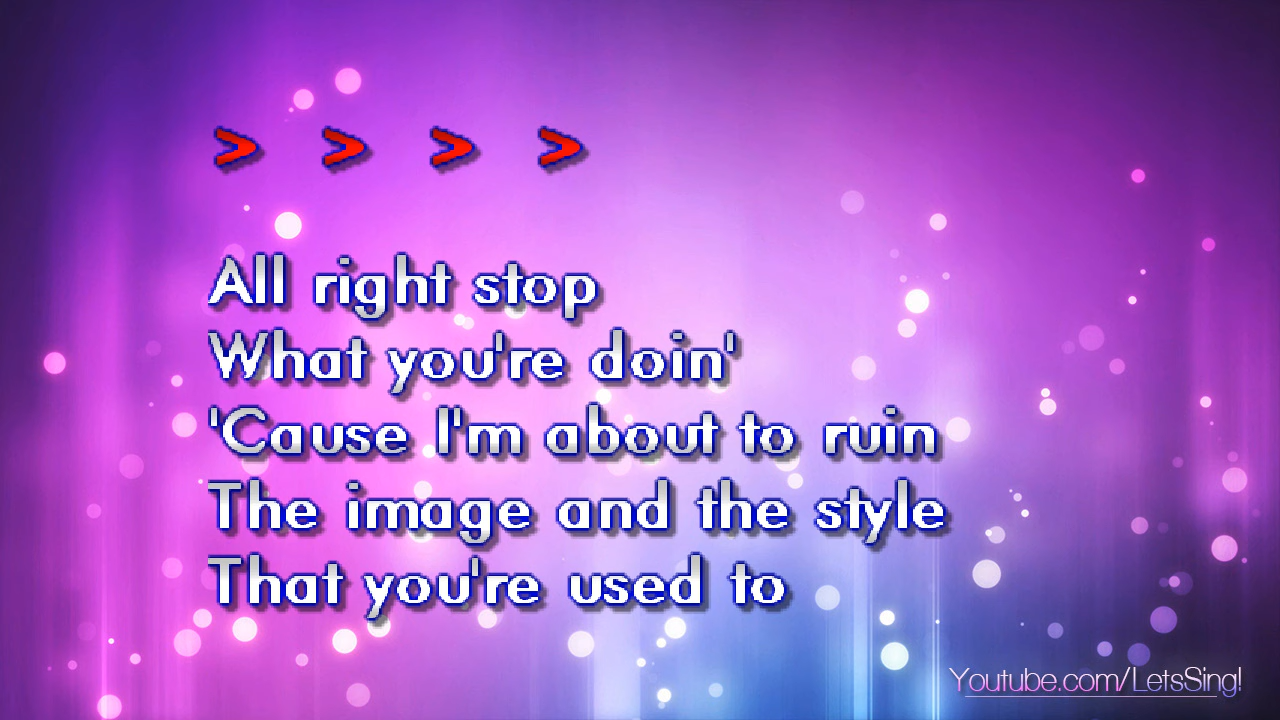 > > > >
All right stop
What you're doin'
'Cause I'm about to ruin
The image and the style
That you're used to
Youtube.com/LetsSing!